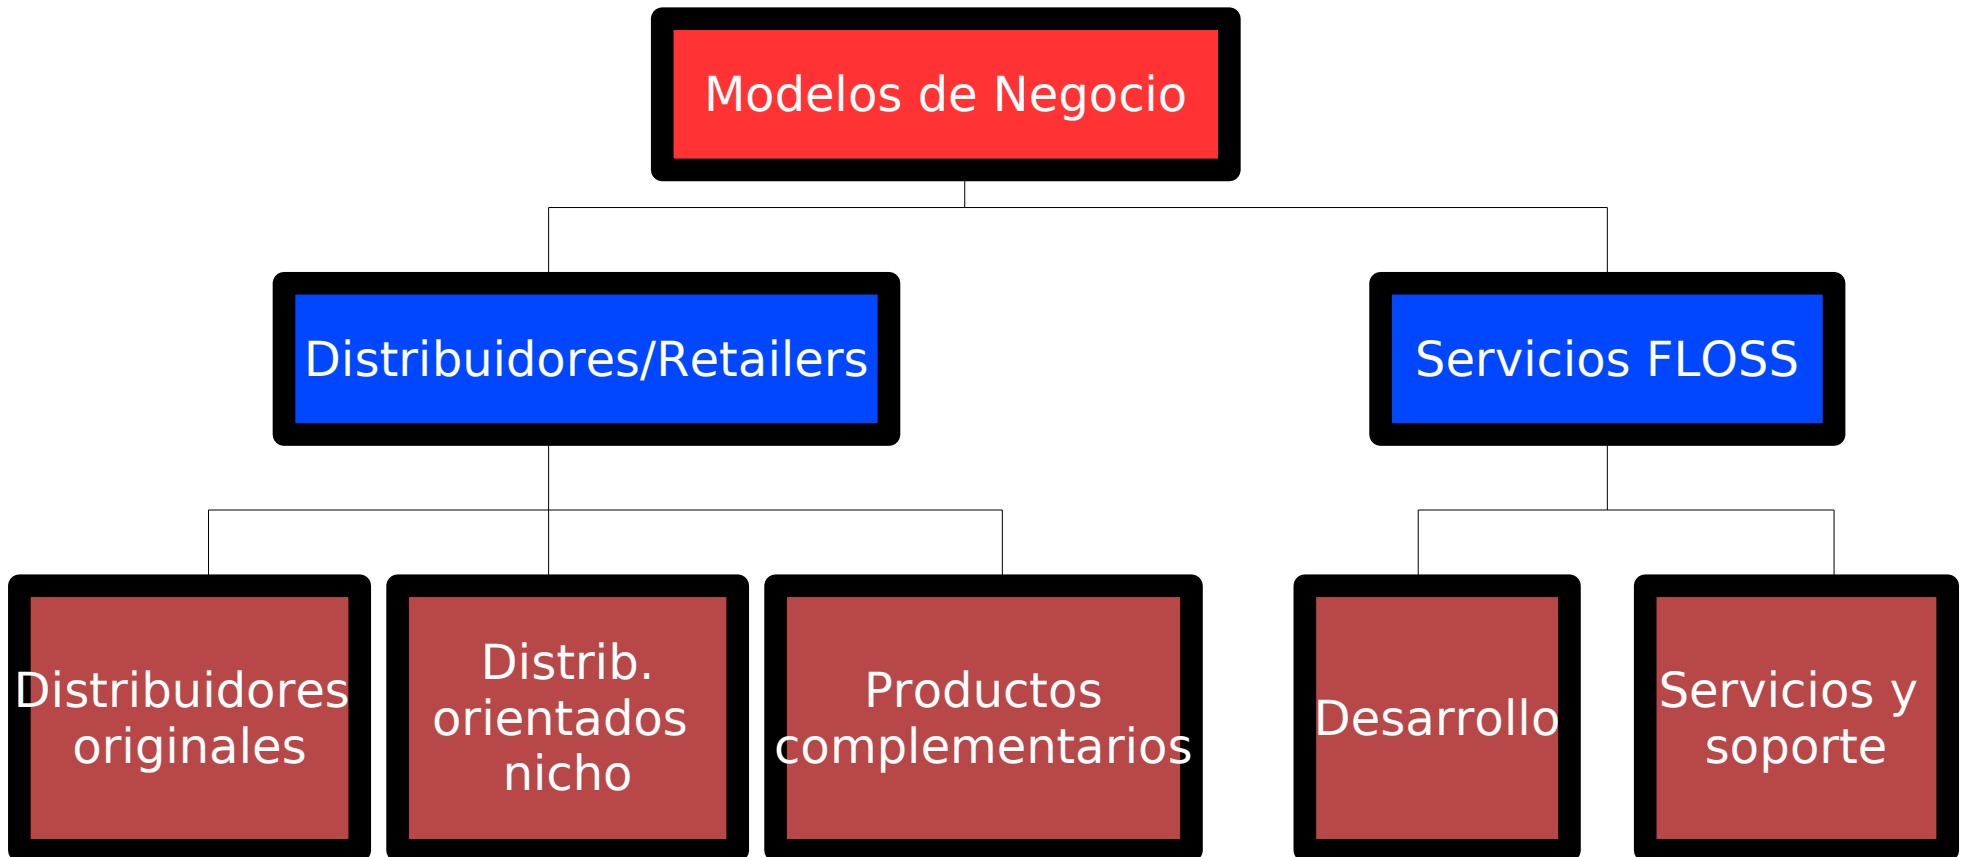 Modelos de Negocio
Distribuidores/Retailers
Servicios FLOSS
Distribuidores
originales
Distrib.
orientados
nicho
Productos
complementarios
Desarrollo
Servicios y
soporte